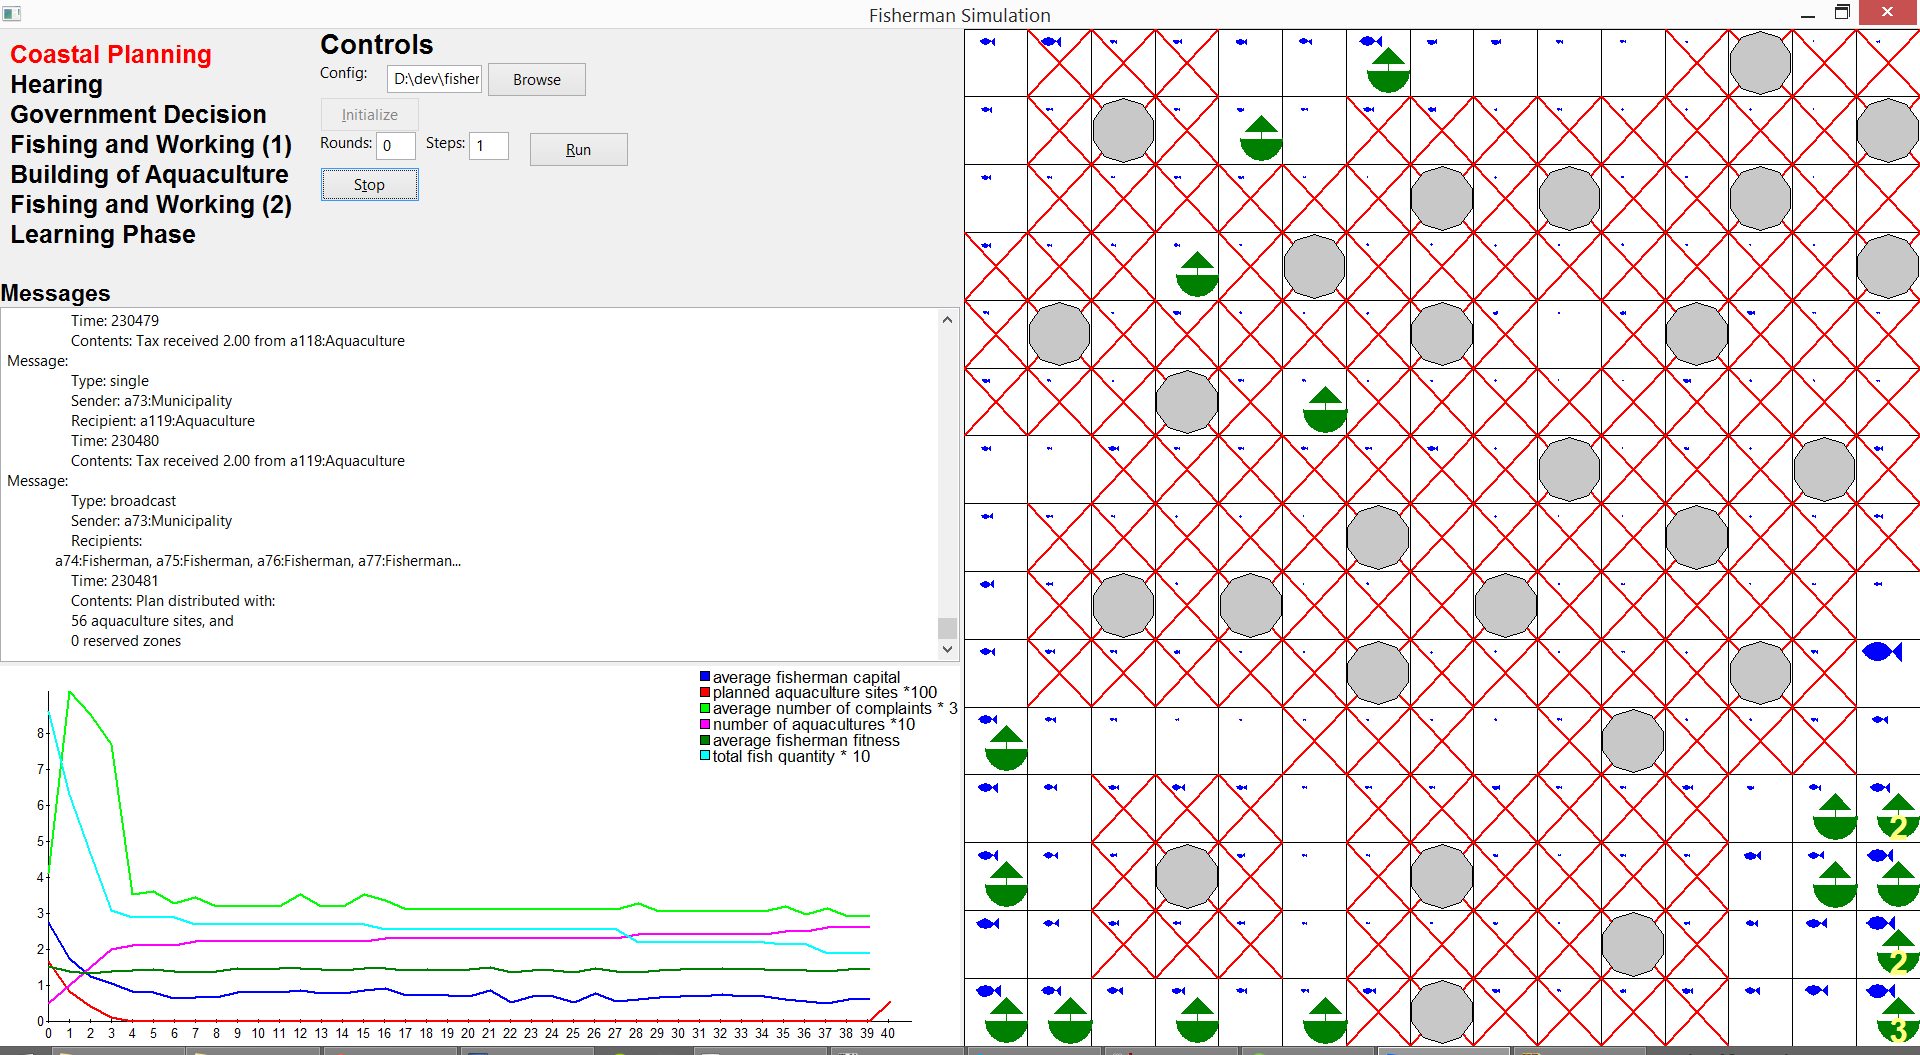 Fisherman Simulation
Coastal Planning
Hearing
Government Decision
Fishing and Working (1)
Building of Aquaculture
Fishing and Working (2)
Learning Phase
Controls
Config: D:\dev\fisher Browse
Initialize
Rounds: 0 Steps: 1 Run
Stop
Messages
Time: 230479
Contents: Tax received 2.00 from a118:Aquaculture
Message:
Type: single
Sender: a73:Municipality
Recipient: a119:Aquaculture
Time: 230480
Contents: Tax received 2.00 from a119:Aquaculture
Message:
Type: broadcast
Sender: a73:Municipality
Recipients:
a74:Fisherman, a75:Fisherman, a76:Fisherman, a77:Fisherman...
Time: 230481
Contents: Plan distributed with:
56 aquaculture sites, and
0 reserved zones
average fisherman capital
planned aquaculture sites *100
average number of complaints * 3
number of aquacultures *10
average fisherman fitness
total fish quantity * 10
8
7
6
5
4
3
2
1
0
0 1 2 3 4 5 6 7 8 9 10 11 12 13 14 15 16 17 18 19 20 21 22 23 24 25 26 27 28 29 30 31 32 33 34 35 36 37 38 39 40
2
2
3